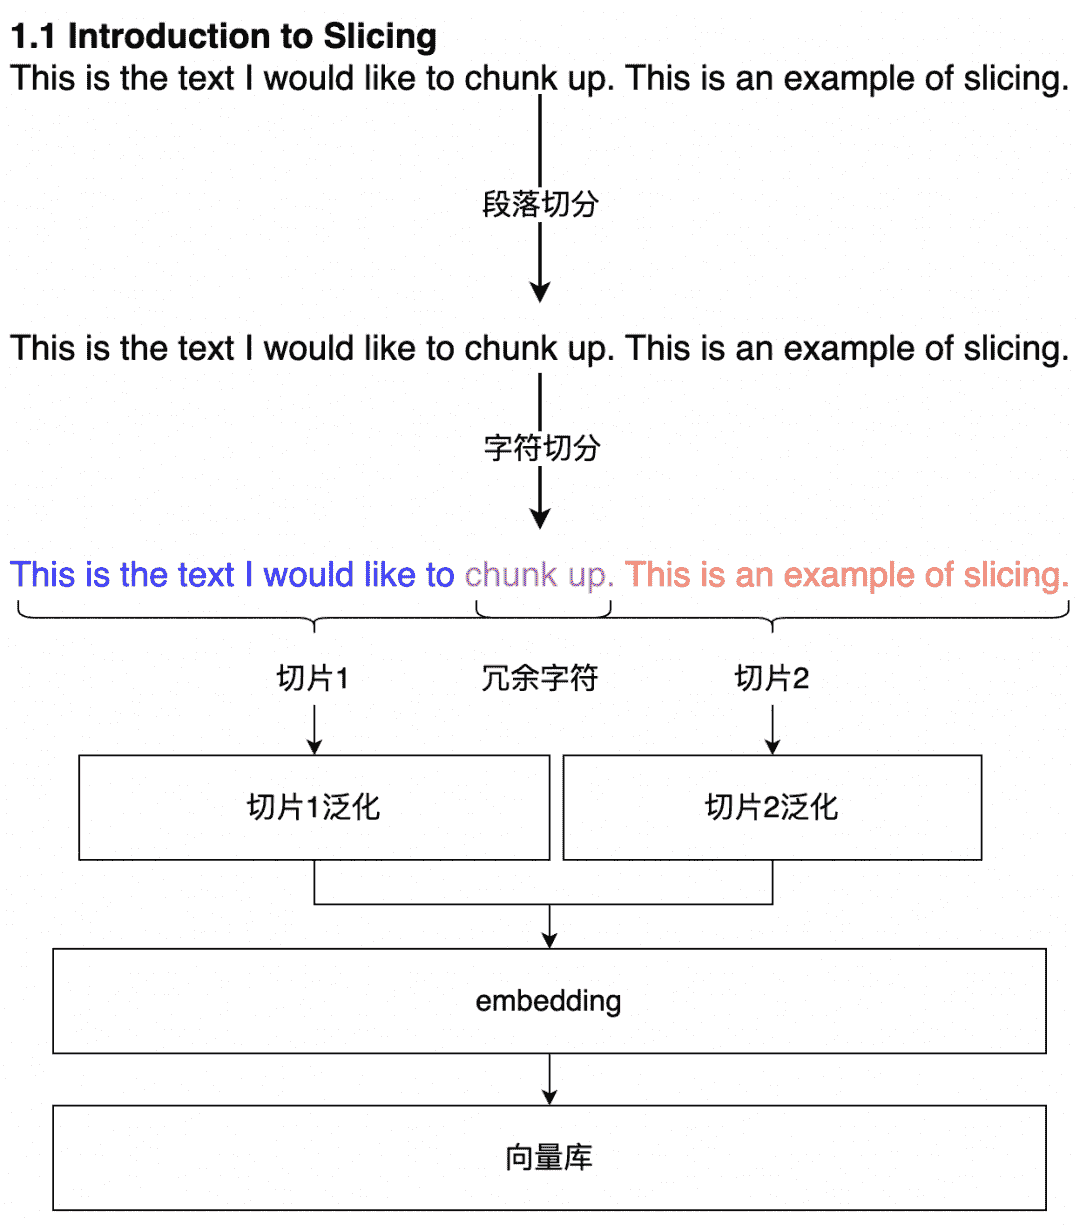 1.1 Introduction to Slicing
This is the text I would like to chunk up. This is an example of slicing.
段落切分
This is the text I would like to chunk up. This is an example of slicing.
字符切分
This is the text I would like to chunk up. This is an example of slicing.
切片1 冗余字符 切片2
切片1泛化 切片2泛化
embedding
向量库